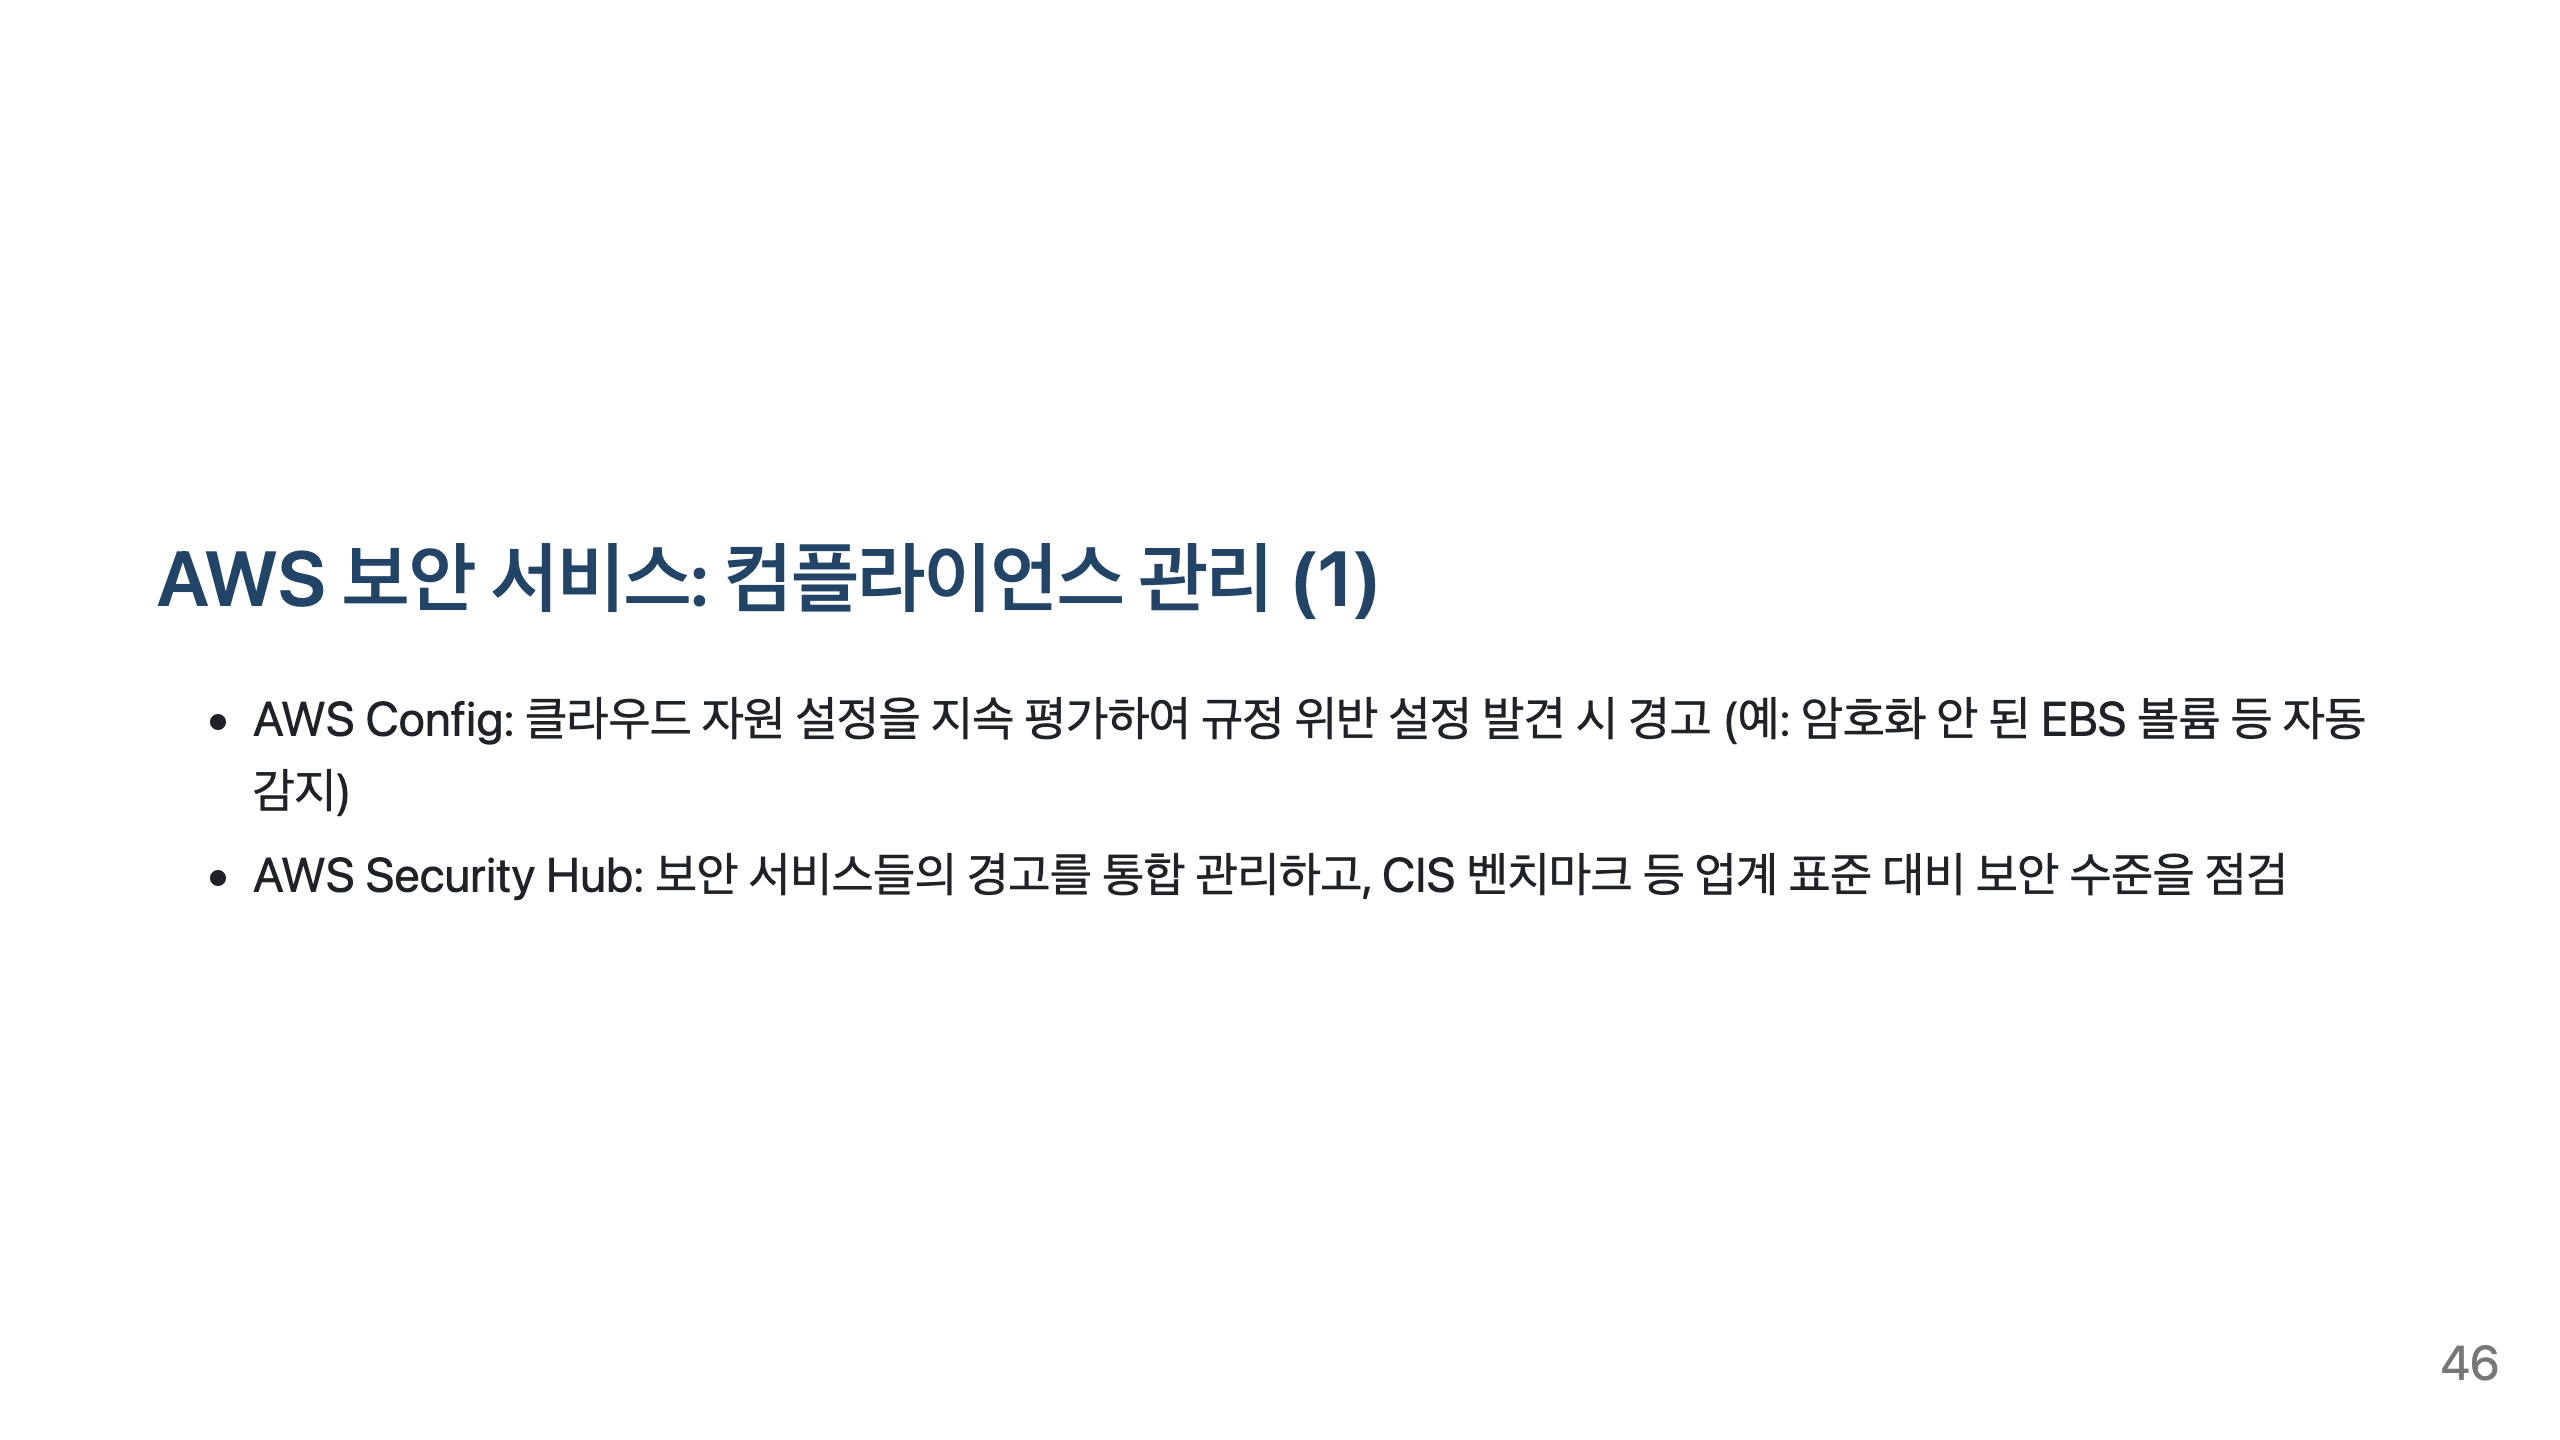 AWS 보안 서비스: 컴플라이언스 관리 (1)
• AWS Config: 클라우드 자원 설정을 지속 평가하여 규정 위반 설정 발견 시 경고 (예: 암호화 안 된 EBS 볼륨 등 자동
감지)
• AWS Security Hub: 보안 서비스들의 경고를 통합 관리하고, CIS 벤치마크 등 업계 표준 대비 보안 수준을 점검
46